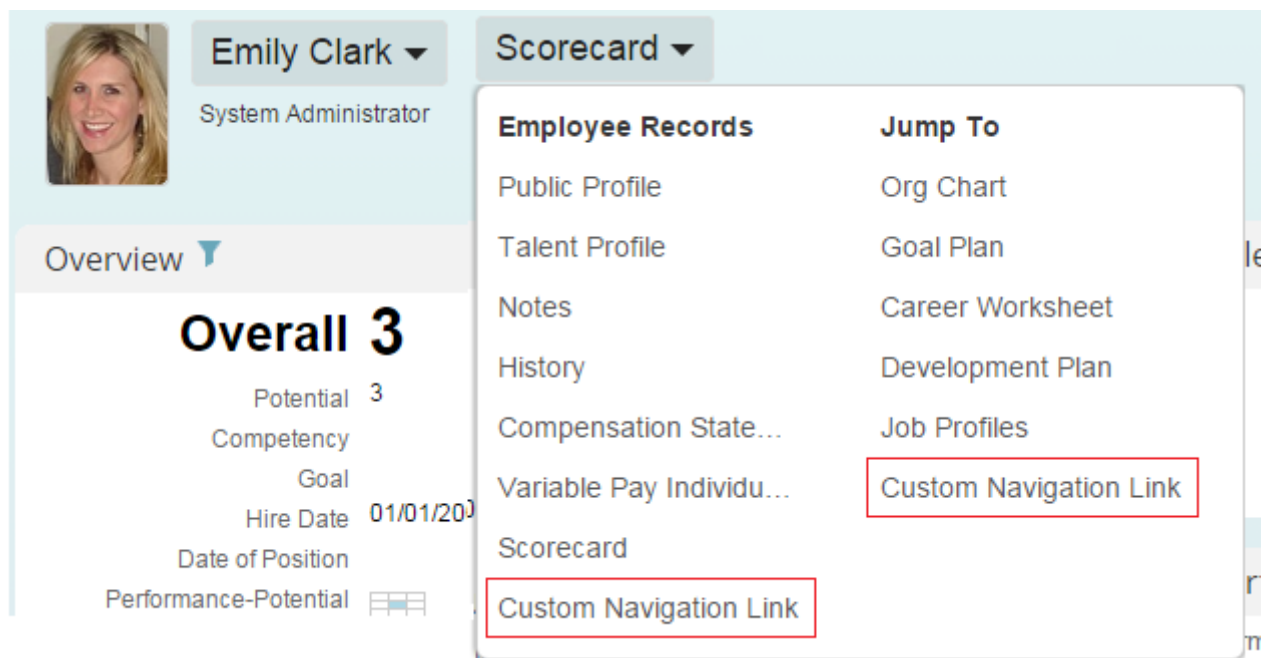 Emily Clark
Scorecard
System Administrator
Employee Records
Public Profile
Talent Profile
Notes
History
Compensation State...
Variable Pay Individu...
Scorecard
Custom Navigation Link
Jump To
Org Chart
Goal Plan
Career Worksheet
Development Plan
Job Profiles
Custom Navigation Link
Overview
Overall 3
Potential 3
Competency
Goal
Hire Date 01/01/20
Date of Position
Performance-Potential